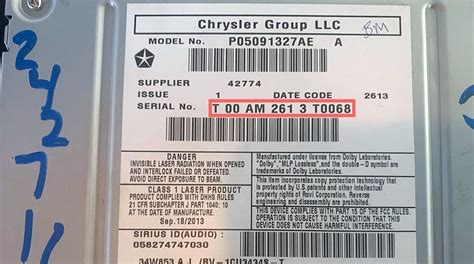 Chrysler Group LLC
BM
MODEL No. P05091327AE A
SUPPLIER 42774
ISSUE 1 DATE CODE 2613
SERIAL No. T 00 AM 261 3 T0068
DANGER
INVISIBLE LASER RADIATION WHEN OPENED
AND INTERLOCK FAILED OR DEFEATED.
AVOID DIRECT EXPOSURE TO BEAM.
CLASS 1 LASER PRODUCT
PRODUCT COMPLIES WITH DHHS RULES
21 CFR SUBCHAPTER J PART 1040: 10
AT DATE OF MANUFACTURE.
Sep.18/2013
Manufactured under license from Dolby Laboratories.
"Dolby","MLP Lossless",and the double-D symbol are
trademarks of Dolby Laboratories.
This item incorporates copy protection technology that
is protected by U.S.patents and other intellectual
property rights of Rovi Corporation. Reverse
engineering and disassembly are prohibited.
THIS DEVICE COMPLIES WITH PART 15 OF THE FCC RULES.
OPERATION IS SUBJECT TO THE CONDITION THAT
THIS DEVICE DOES NOT CAUSE HARMFUL INTERFERENCE.
SIRIUS ID(AUDIO) :
058274747030
2
4
2
7